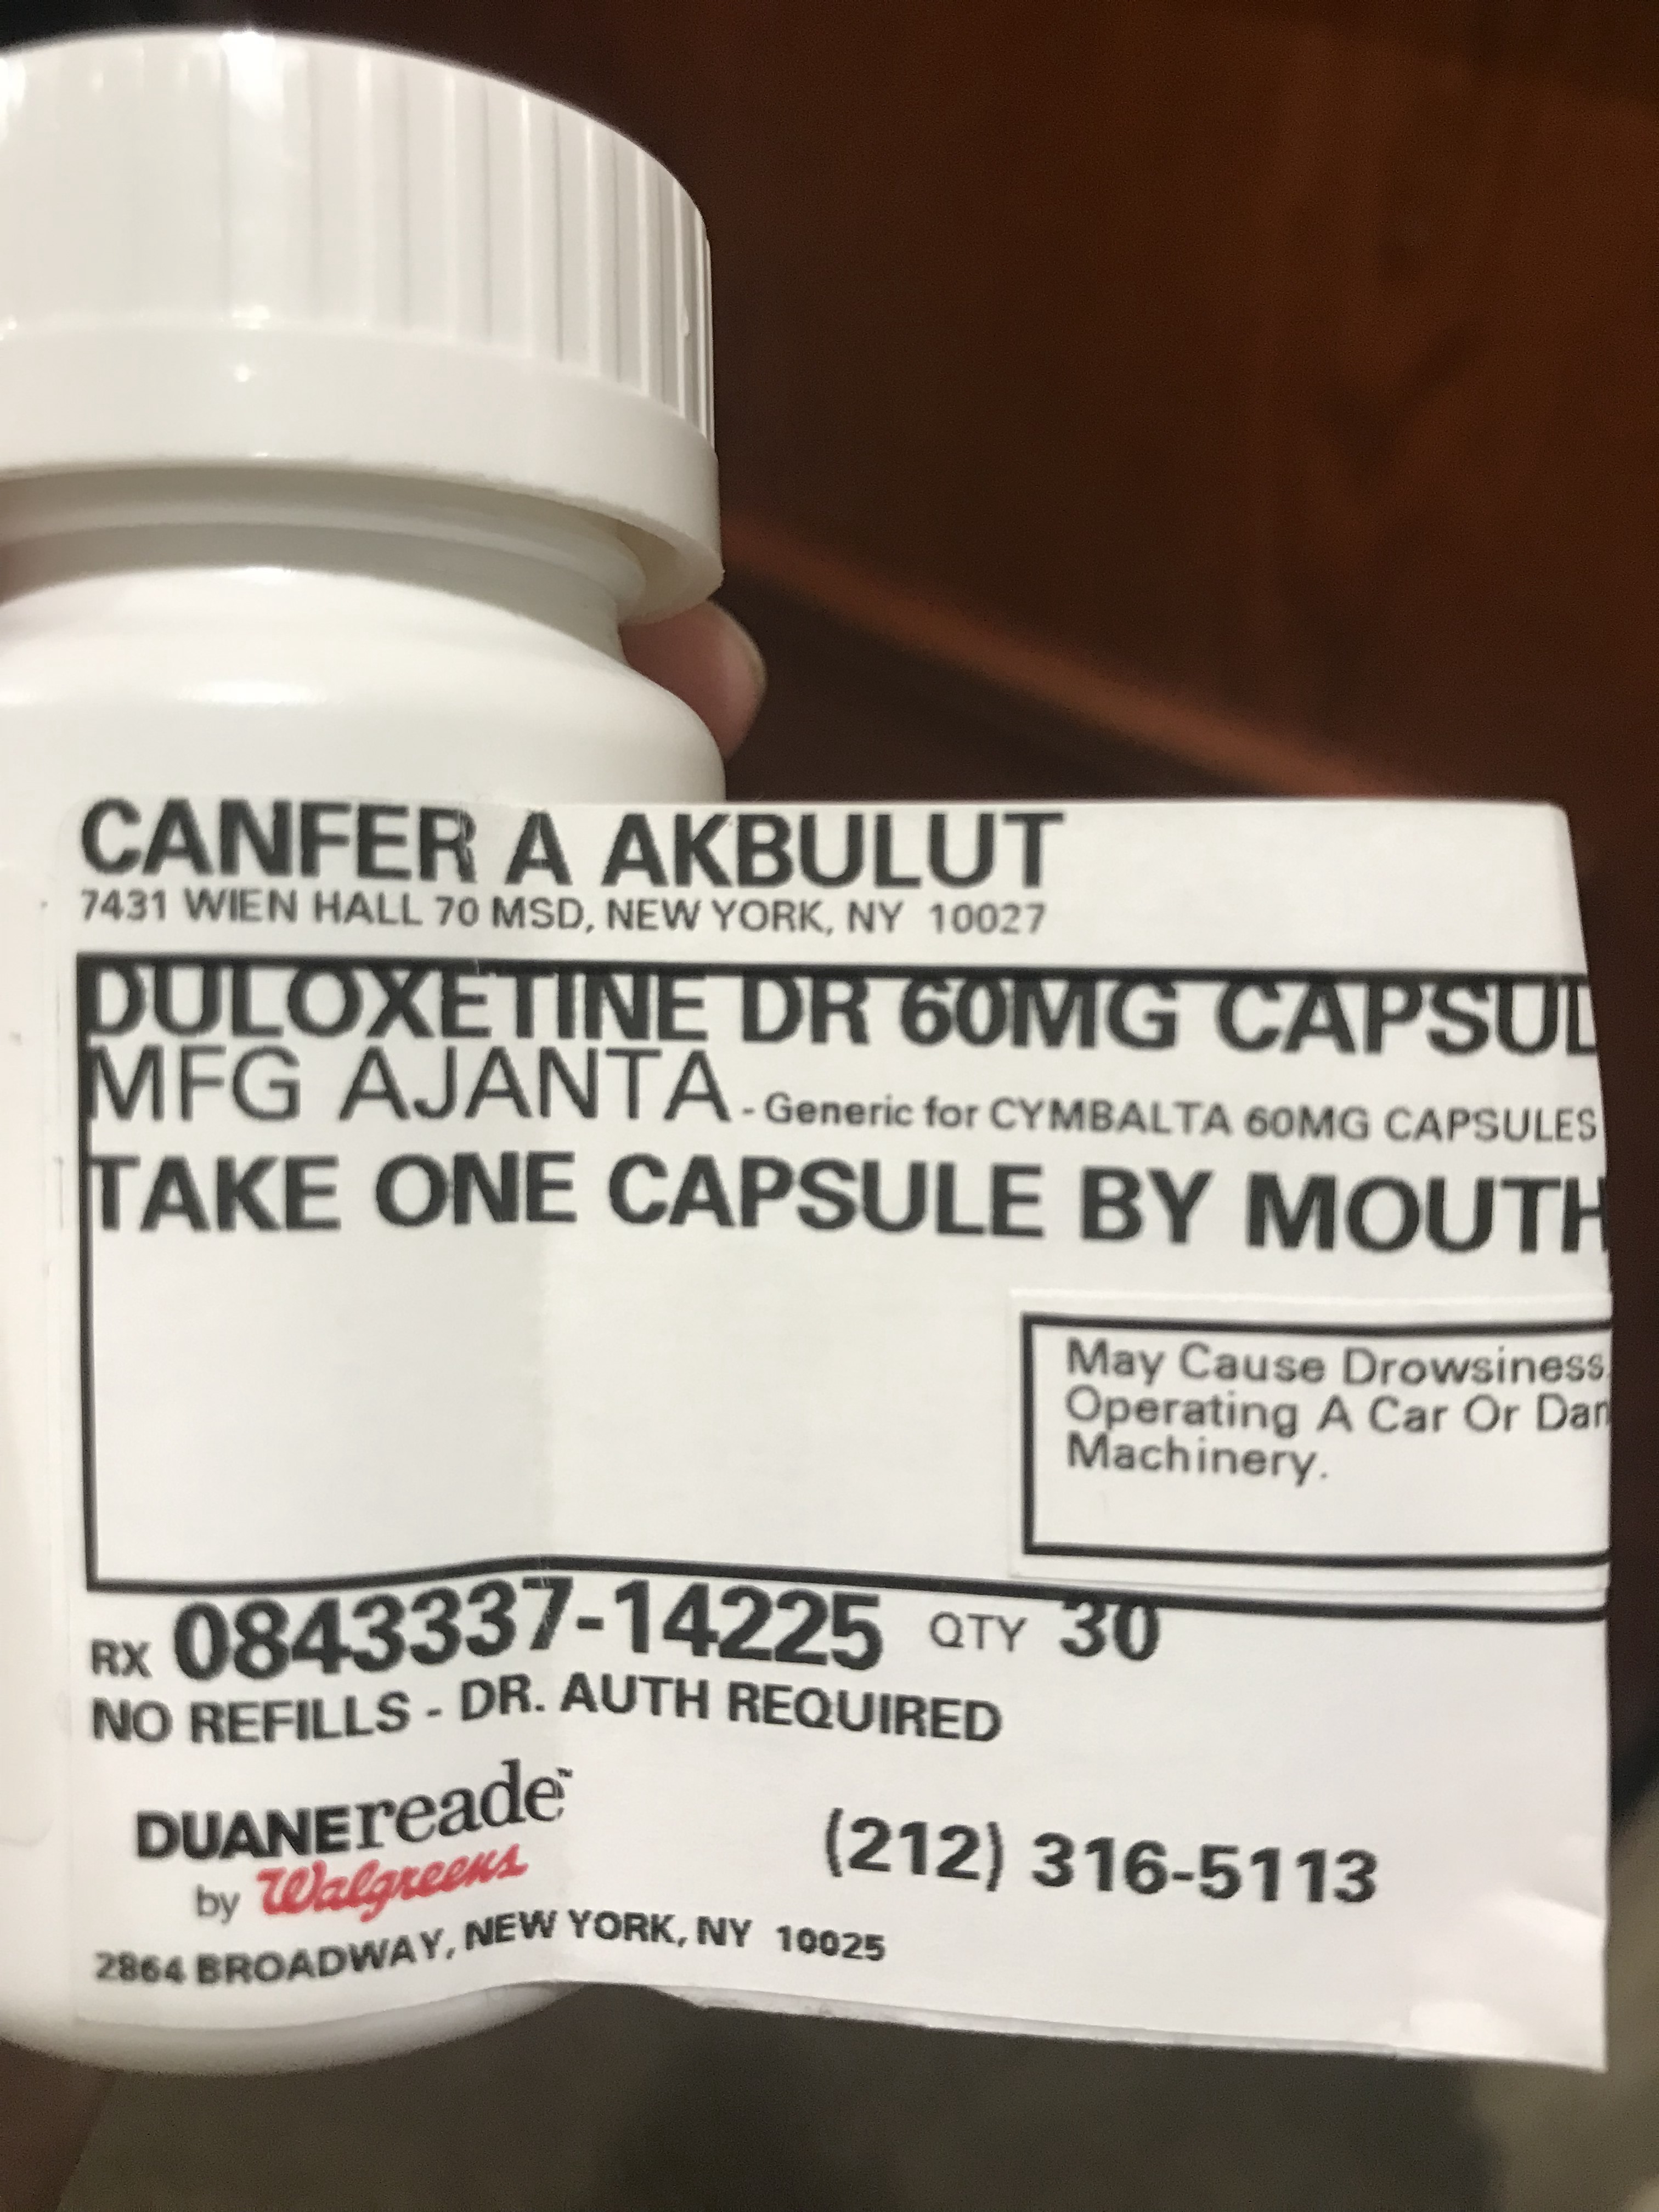 CANFER A AKBULUT
7431 WIEN HALL 70 MSD, NEW YORK, NY 10027
DULOXETINE DR 60MG CAPSUL
MFG AJANTA - Generic for CYMBALTA 60MG CAPSULES
TAKE ONE CAPSULE BY MOUTH
May Cause Drowsiness
Operating A Car Or Dan
Machinery.
RX 0843337-14225 QTY 30
NO REFILLS - DR. AUTH REQUIRED
DUANEreade™
by Walgreens
(212) 316-5113
2864 BROADWAY, NEW YORK, NY 10025